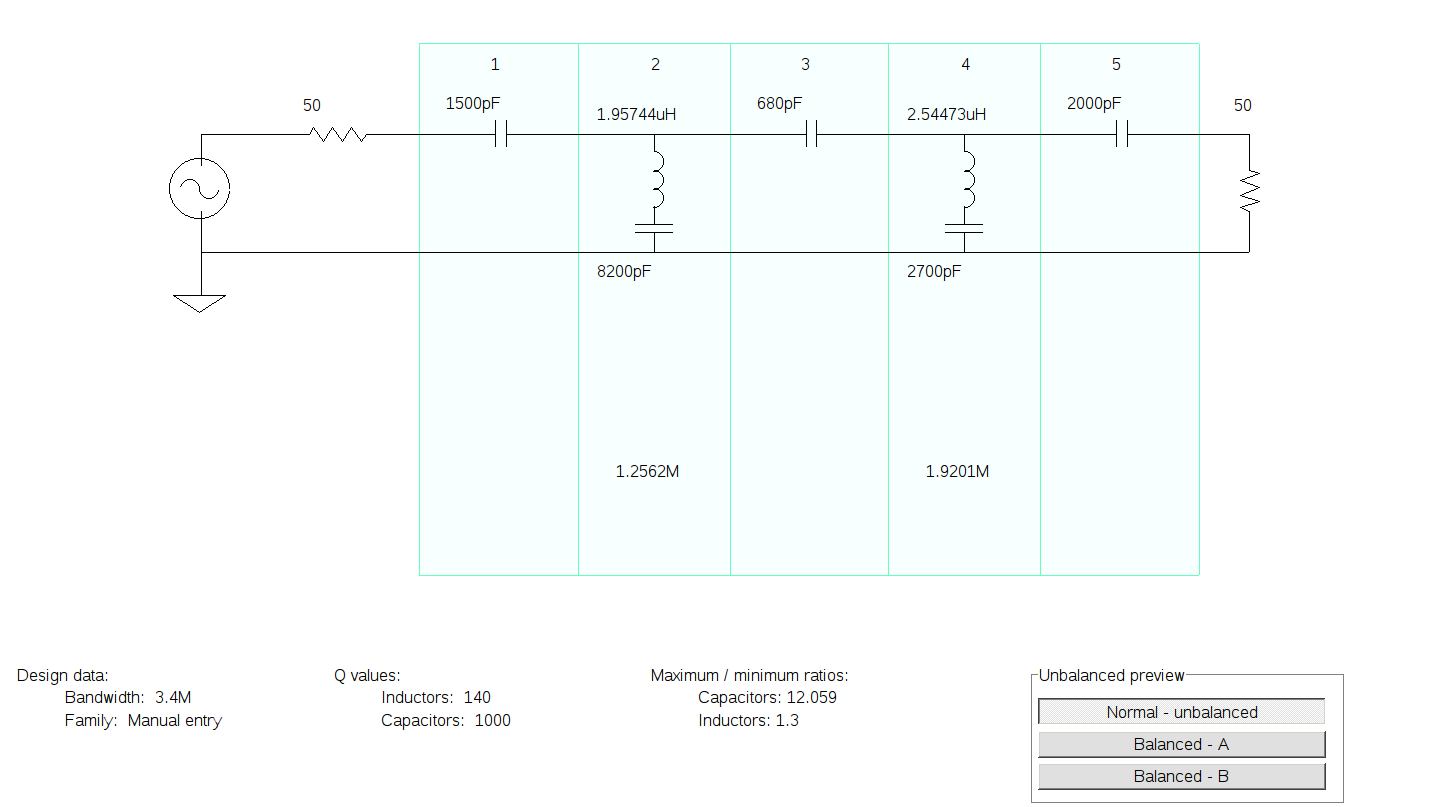 1 2 3 4 5
50 1500pF 1.95744uH 680pF 2.54473uH 2000pF 50
8200pF 2700pF
1.2562M 1.9201M
Design data:
Bandwidth: 3.4M
Family: Manual entry
Q values:
Inductors: 140
Capacitors: 1000
Maximum / minimum ratios:
Capacitors: 12.059
Inductors: 1.3
Unbalanced preview
Normal - unbalanced
Balanced - A
Balanced - B